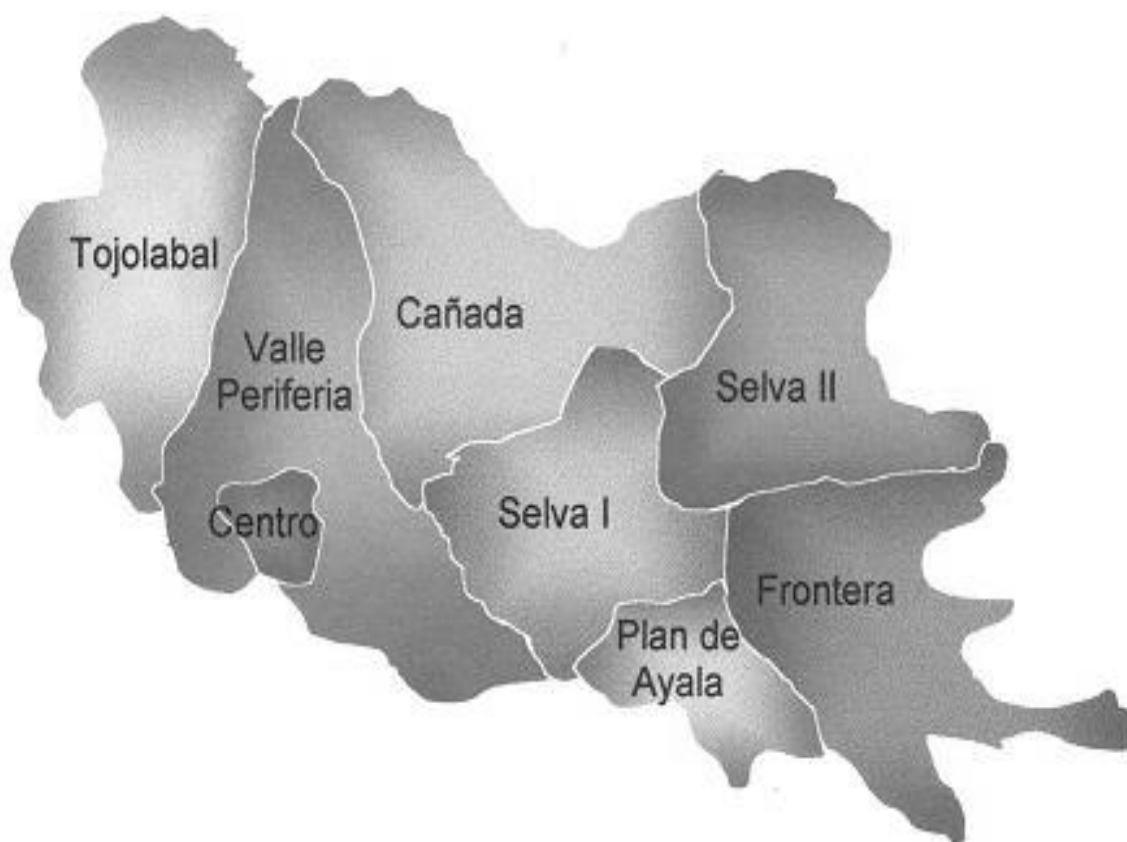 Tojolabal
Cañada
Valle
Periferia
Selva II
Centro
Selva I
Frontera
Plan de
Ayala